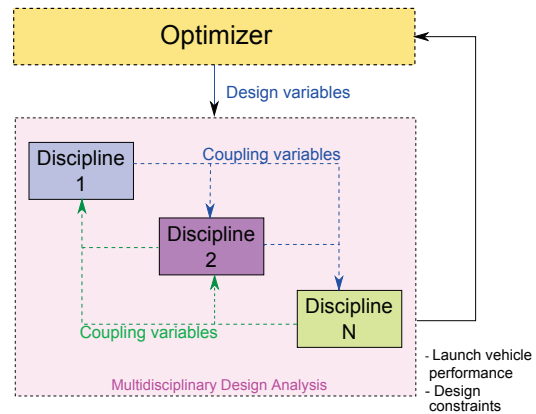 Optimizer
Design variables
Discipline
1
Coupling variables
Discipline
2
Discipline
N
Coupling variables
Multidisciplinary Design Analysis
- Launch vehicle
performance
- Design
constraints